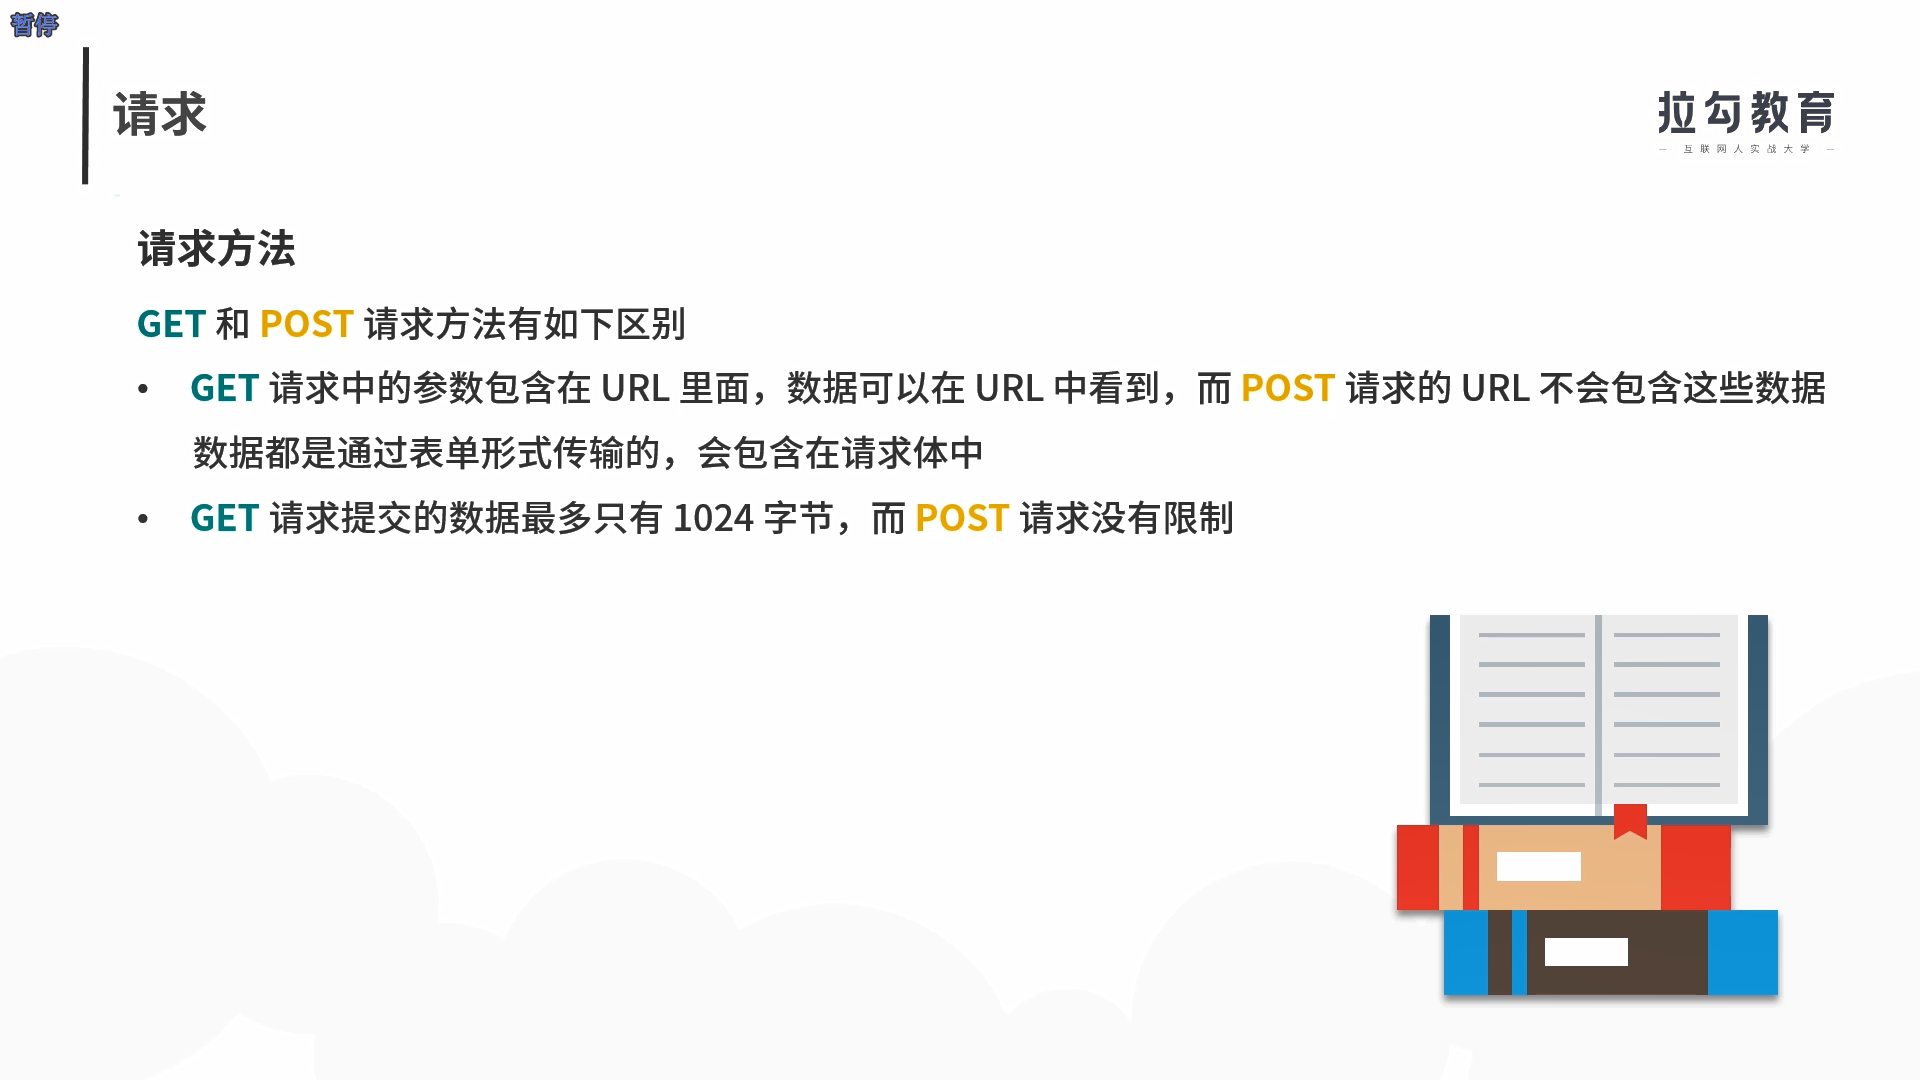 暂停
请求
拉勾教育
— 互联网人实战大学 —
请求方法
GET 和 POST 请求方法有如下区别
• GET 请求中的参数包含在 URL 里面，数据可以在 URL 中看到，而 POST 请求的 URL 不会包含这些数据
数据都是通过表单形式传输的，会包含在请求体中
• GET 请求提交的数据最多只有 1024 字节，而 POST 请求没有限制